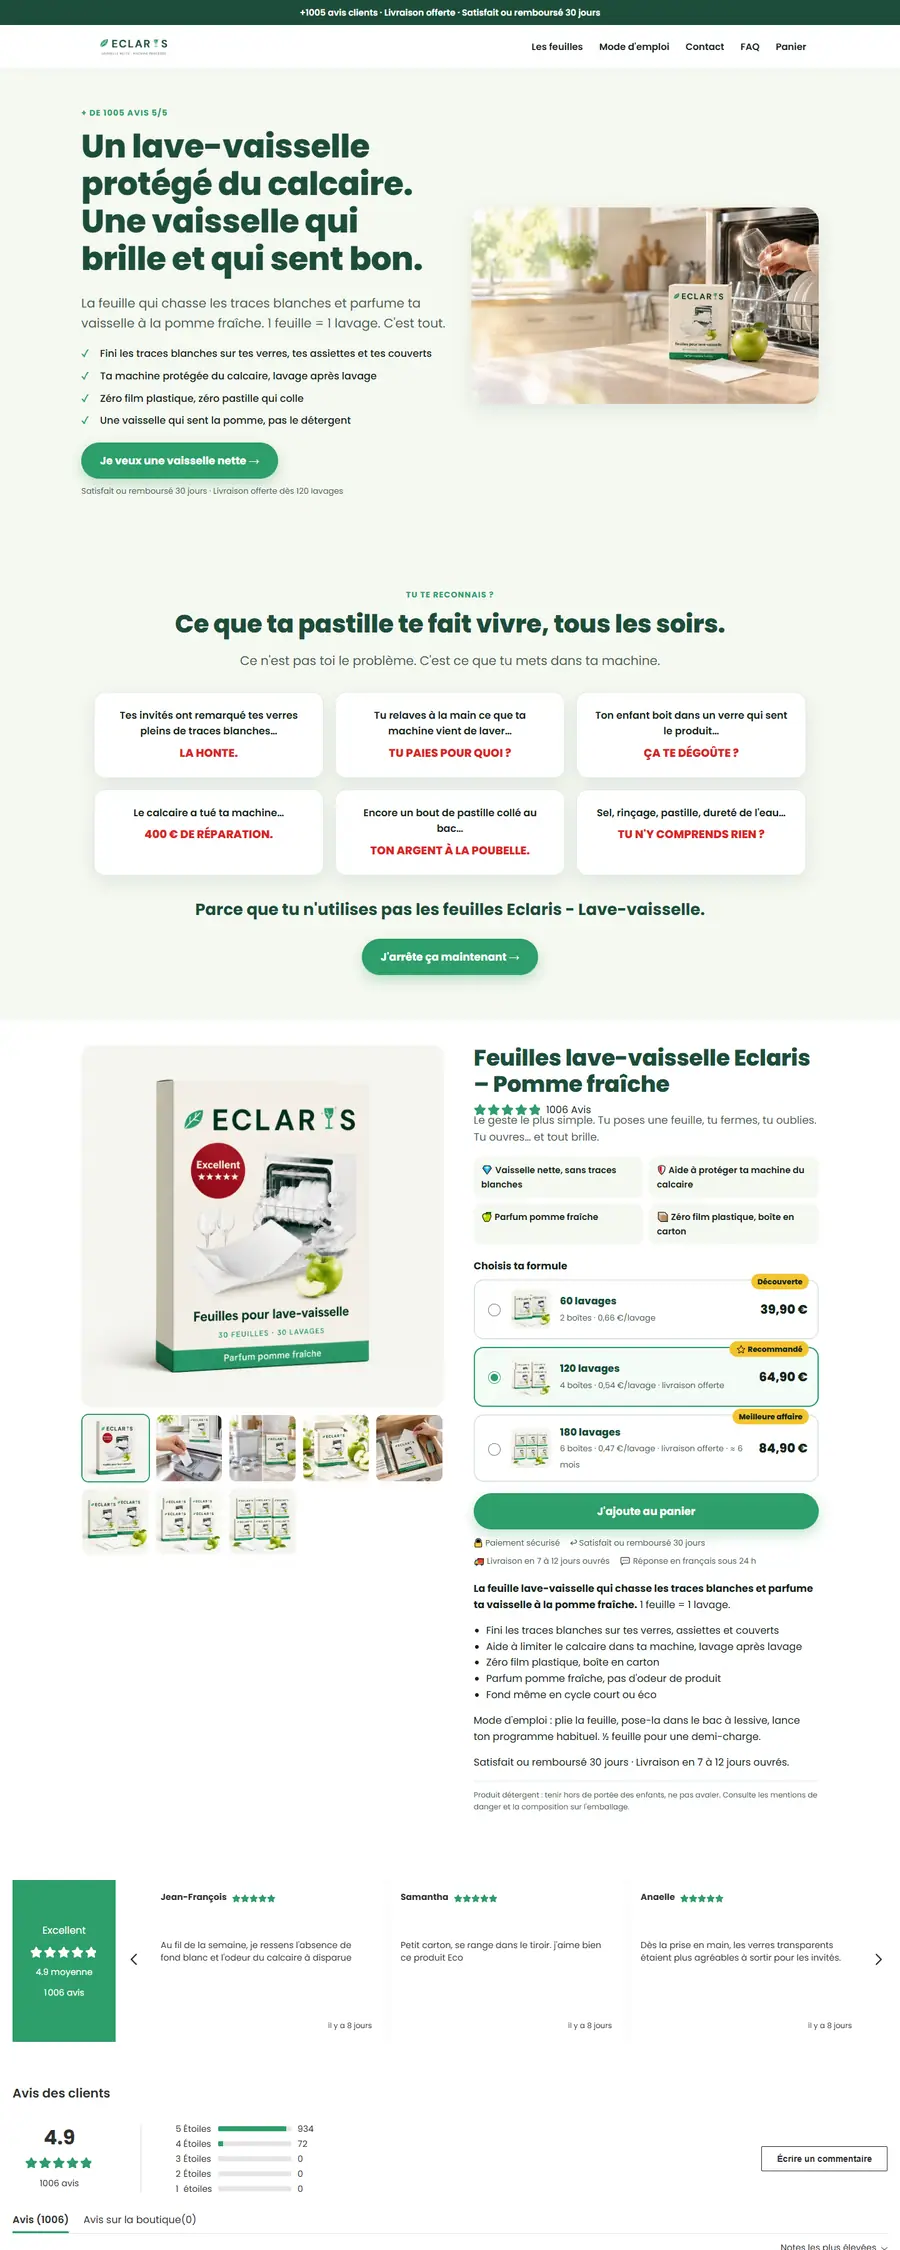 +1005 avis clients · Livraison offerte · Satisfait ou remboursé 30 jours
ECLARIS
Les feuilles Mode d'emploi Contact FAQ Panier
+ DE 1005 AVIS 5/5
Un lave-vaisselle
protégé du calcaire.
Une vaisselle qui
brille et qui sent bon.
La feuille qui chasse les traces blanches et parfume ta
vaisselle à la pomme fraîche. 1 feuille = 1 lavage. C'est tout.
✓ Fini les traces blanches sur tes verres, tes assiettes et tes couverts
✓ Ta machine protégée du calcaire, lavage après lavage
✓ Zéro film plastique, zéro pastille qui colle
✓ Une vaisselle qui sent la pomme, pas le détergent
Je veux une vaisselle nette →
Satisfait ou remboursé 30 jours · Livraison offerte dès 120 lavages
ECLARIS
Feuilles pour lave-vaisselle
TU TE RECONNAIS ?
Ce que ta pastille te fait vivre, tous les soirs.
Ce n'est pas toi le problème. C'est ce que tu mets dans ta machine.
Tes invités ont remarqué tes verres
pleins de traces blanches...
LA HONTE.
Tu relaves à la main ce que ta
machine vient de laver...
TU PAIES POUR QUOI ?
Ton enfant boit dans un verre qui sent
le produit...
ÇA TE DÉGOÛTE ?
Le calcaire a tué ta machine...
400 € DE RÉPARATION.
Encore un bout de pastille collé au
bac...
TON ARGENT À LA POUBELLE.
Sel, rinçage, pastille, dureté de l'eau...
TU N'Y COMPRENDS RIEN ?
Parce que tu n'utilises pas les feuilles Eclaris - Lave-vaisselle.
J'arrête ça maintenant →
ECLARIS
Excellent
★★★★★
Feuilles pour lave-vaisselle
30 FEUILLES · 30 LAVAGES
Parfum pomme fraîche
Feuilles lave-vaisselle Eclaris
– Pomme fraîche
1006 Avis
Le geste le plus simple. Tu poses une feuille, tu fermes, tu oublies.
Tu ouvres... et tout brille.
Vaisselle nette, sans traces
blanches
Aide à protéger ta machine du
calcaire
Parfum pomme fraîche
Zéro film plastique, boîte en
carton
Choisis ta formule
Découverte
60 lavages
2 boîtes · 0,66 €/lavage
39,90 €
Recommandé
120 lavages
4 boîtes · 0,54 €/lavage · livraison offerte
64,90 €
Meilleure affaire
180 lavages
6 boîtes · 0,47 €/lavage · livraison offerte · ≈ 6
mois
84,90 €
J'ajoute au panier
Paiement sécurisé ↩ Satisfait ou remboursé 30 jours
Livraison en 7 à 12 jours ouvrés Réponse en français sous 24 h
La feuille lave-vaisselle qui chasse les traces blanches et parfume
ta vaisselle à la pomme fraîche. 1 feuille = 1 lavage.
• Fini les traces blanches sur tes verres, assiettes et couverts
• Aide à limiter le calcaire dans ta machine, lavage après lavage
• Zéro film plastique, boîte en carton
• Parfum pomme fraîche, pas d'odeur de produit
• Fond même en cycle court ou éco
Mode d'emploi : plie la feuille, pose-la dans le bac à lessive, lance
ton programme habituel. ½ feuille pour une demi-charge.
Satisfait ou remboursé 30 jours · Livraison en 7 à 12 jours ouvrés.
Produit détergent : tenir hors de portée des enfants, ne pas avaler. Consulte les mentions de
danger et la composition sur l'emballage.
Excellent
4.9 moyenne
1006 avis
Jean-François
Au fil de la semaine, je ressens l'absence de
fond blanc et l'odeur du calcaire à disparue
il y a 8 jours
Samantha
Petit carton, se range dans le tiroir. j'aime bien
ce produit Eco
il y a 8 jours
Anaelle
Dès la prise en main, les verres transparents
étaient plus agréables à sortir pour les invités.
il y a 8 jours
Avis des clients
4.9
1006 avis
5 Étoiles 934
4 Étoiles 72
3 Étoiles 0
2 Étoiles 0
1 étoiles 0
Écrire un commentaire
Avis (1006) Avis sur la boutique(0)
Notes les plus élevées